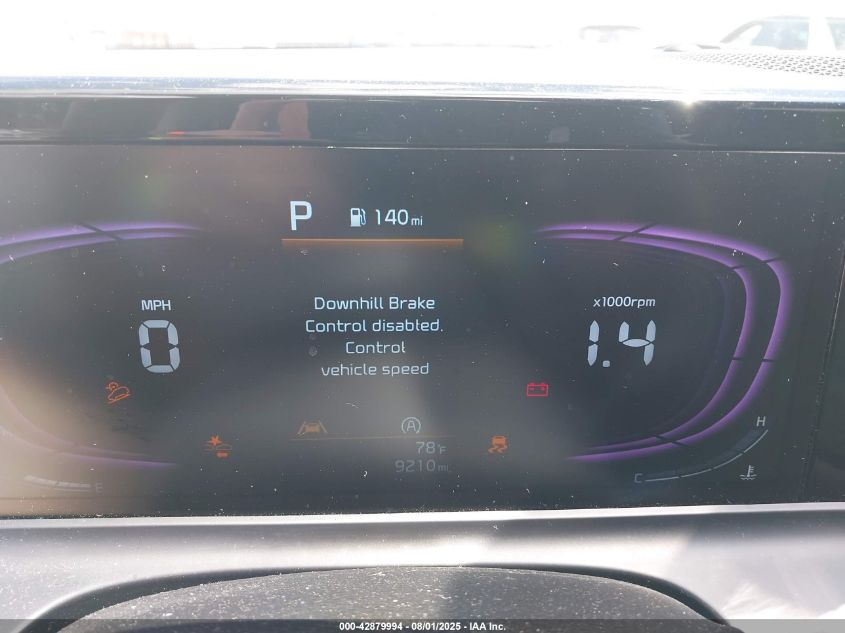 P 140 mi
MPH
0
Downhill Brake
Control disabled.
Control
vehicle speed
x1000rpm
1.4
A
78°F
9210 mi
E
H
C
000-42879994 - 08/01/2025 - IAA Inc.